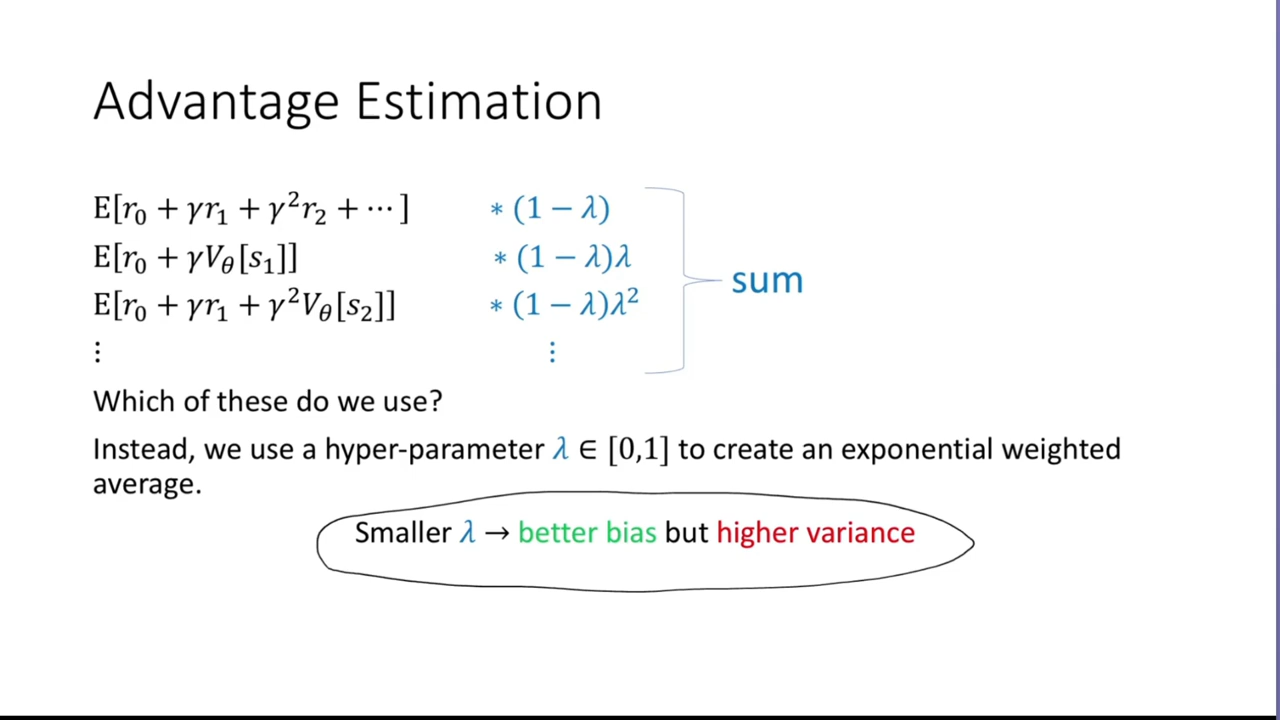 Advantage Estimation
E[r₀ + γr₁ + γ²r₂ + ⋯] * (1 − λ)
E[r₀ + γV_θ[s₁]] * (1 − λ)λ
E[r₀ + γr₁ + γ²V_θ[s₂]] * (1 − λ)λ²
sum
⋮ ⋮
Which of these do we use?
Instead, we use a hyper-parameter λ ∈ [0,1] to create an exponential weighted
average.
Smaller λ → better bias but higher variance